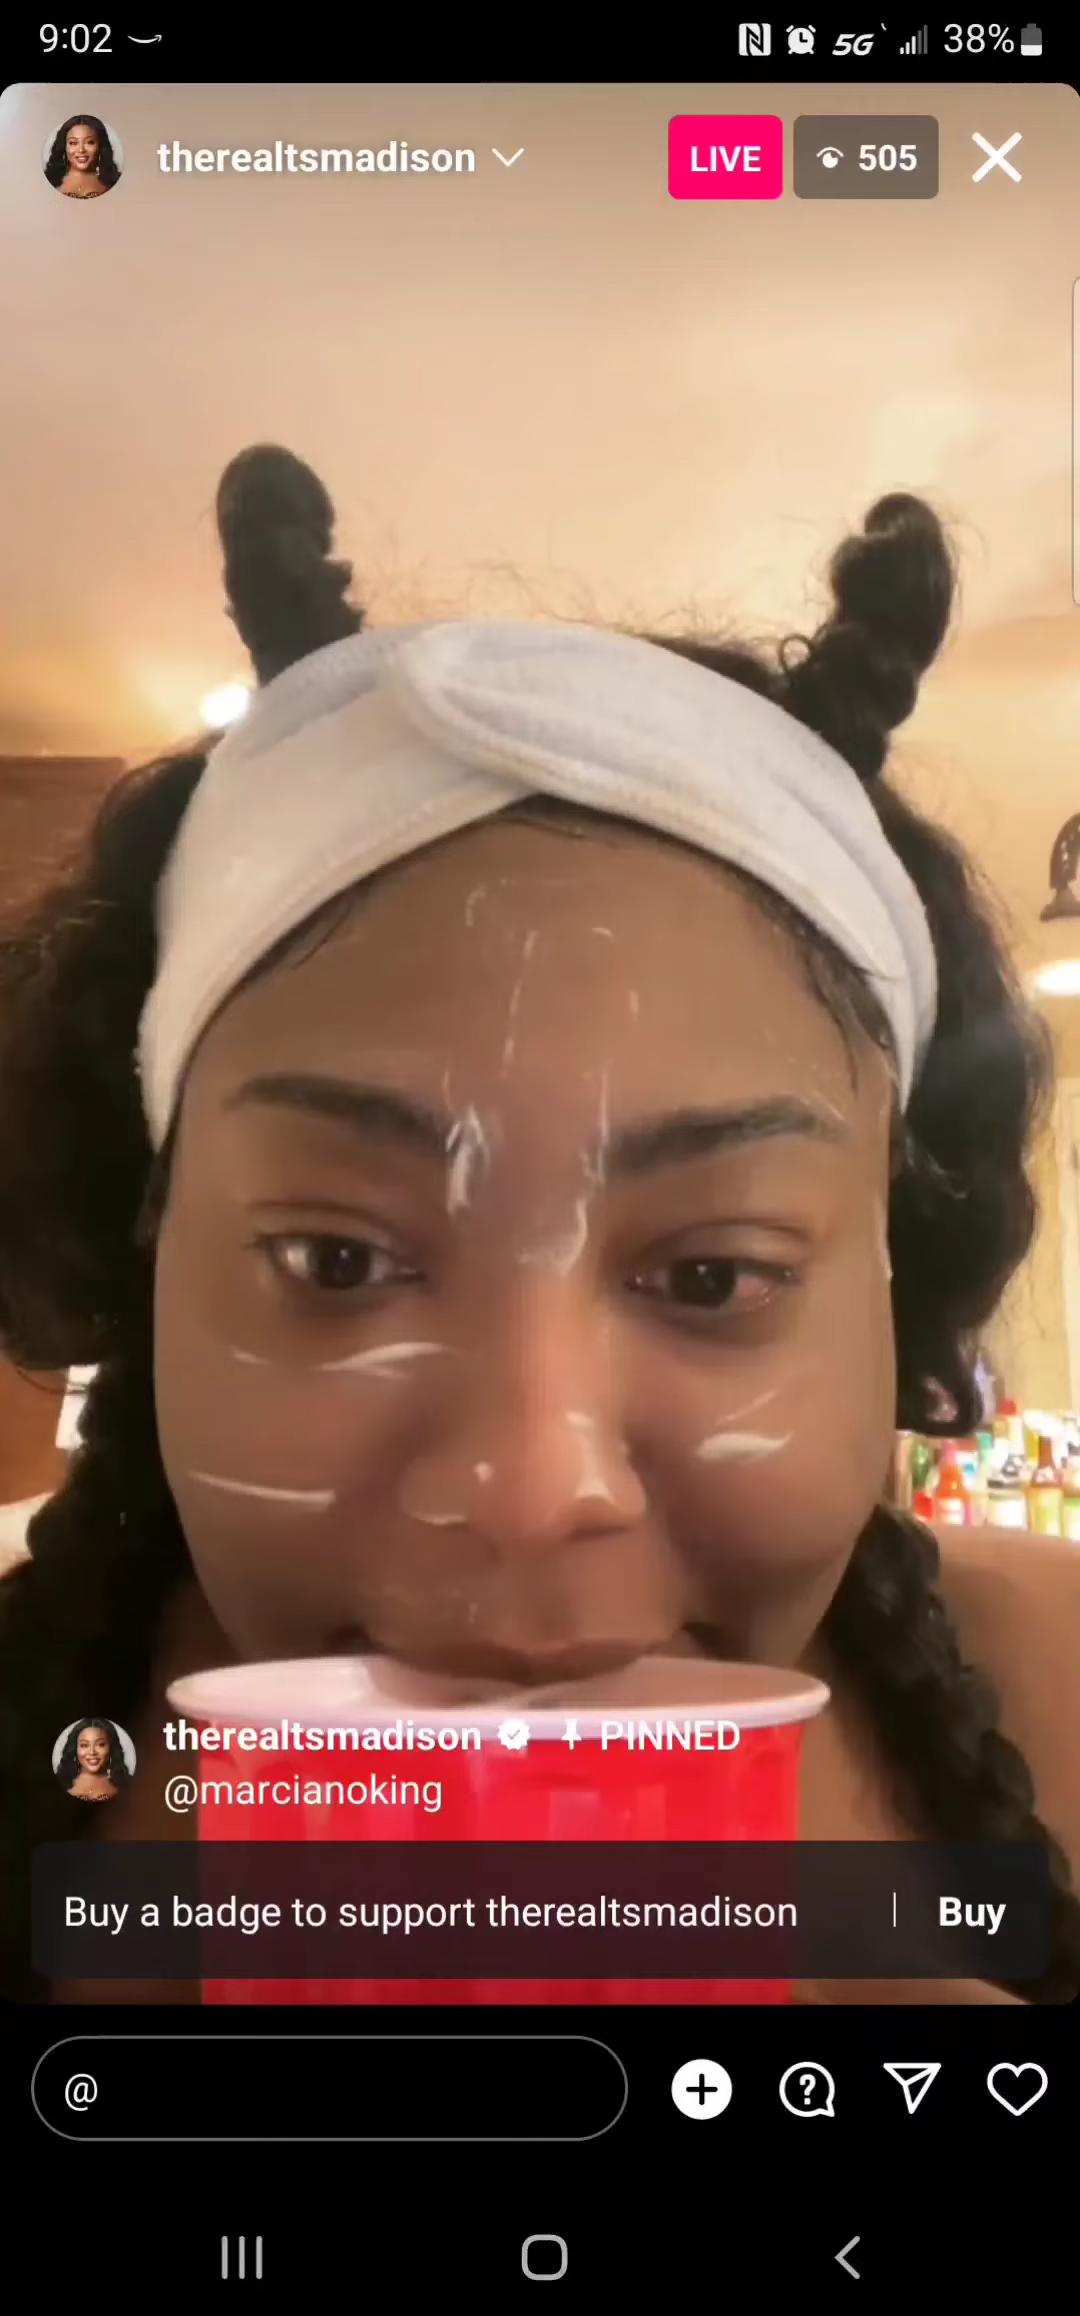 9:02 5G 38%
therealtsmadison LIVE 505
therealtsmadison PINNED
@marcianoking
Buy a badge to support therealtsmadison | Buy
@